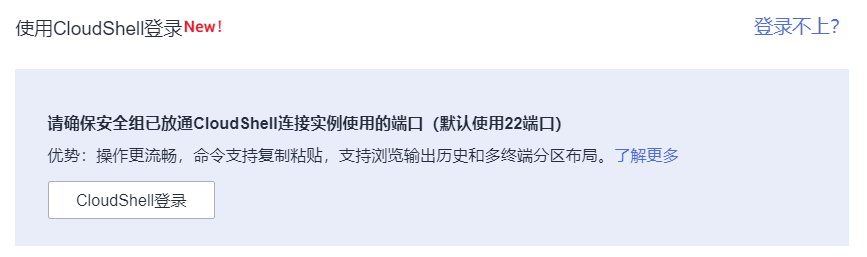 使用CloudShell登录New!
登录不上?
请确保安全组已放通CloudShell连接实例使用的端口（默认使用22端口）
优势：操作更流畅，命令支持复制粘贴，支持浏览输出历史和多终端分区布局。了解更多
CloudShell登录